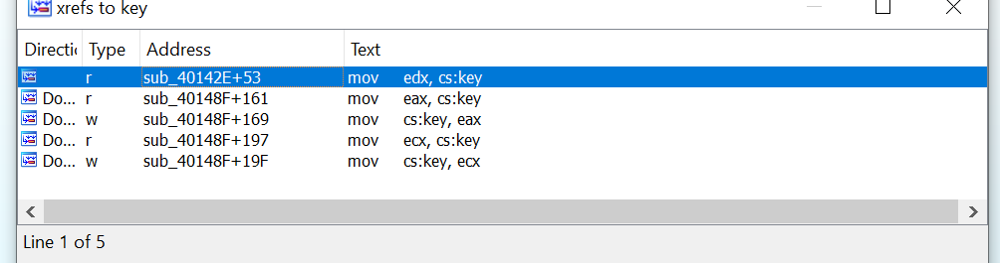 xrefs to key
Directic Type Address Text
r sub_40142E+53 mov edx, cs:key
Do... r sub_40148F+161 mov eax, cs:key
Do... w sub_40148F+169 mov cs:key, eax
Do... r sub_40148F+197 mov ecx, cs:key
Do... w sub_40148F+19F mov cs:key, ecx
Line 1 of 5